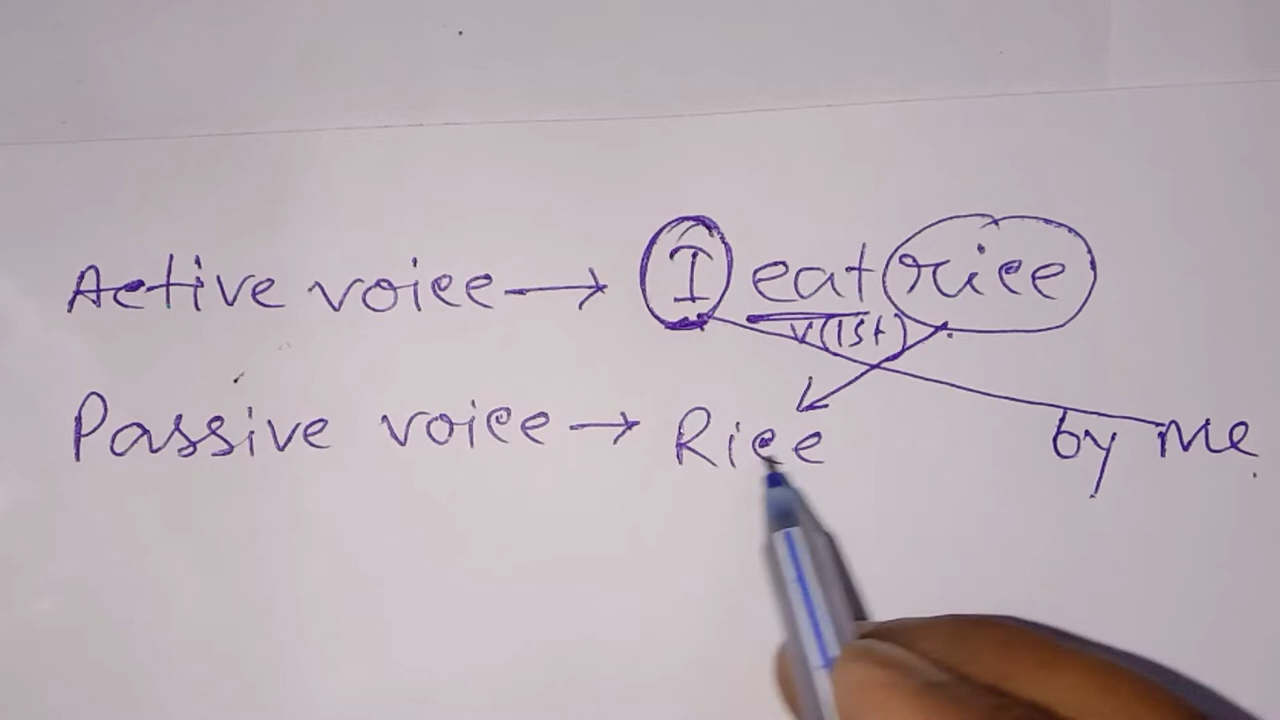 Active voice → I eat rice
V(1st)
Passive voice → Rice by me